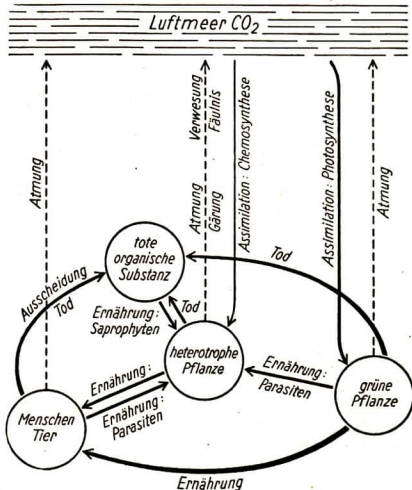 Luftmeer CO₂
Atmung
Verwesung
Fäulnis
Atmung
Gärung
Assimilation: Chemosynthese
Assimilation: Photosynthese
Atmung
Ausscheidung
Tod
tote
organische
Substanz
Tod
Ernährung:
Saprophyten
Tod
heterotrophe
Pflanze
Ernährung:
Ernährung:
Parasiten
Ernährung:
Parasiten
Menschen
Tier
grüne
Pflanze
Ernährung